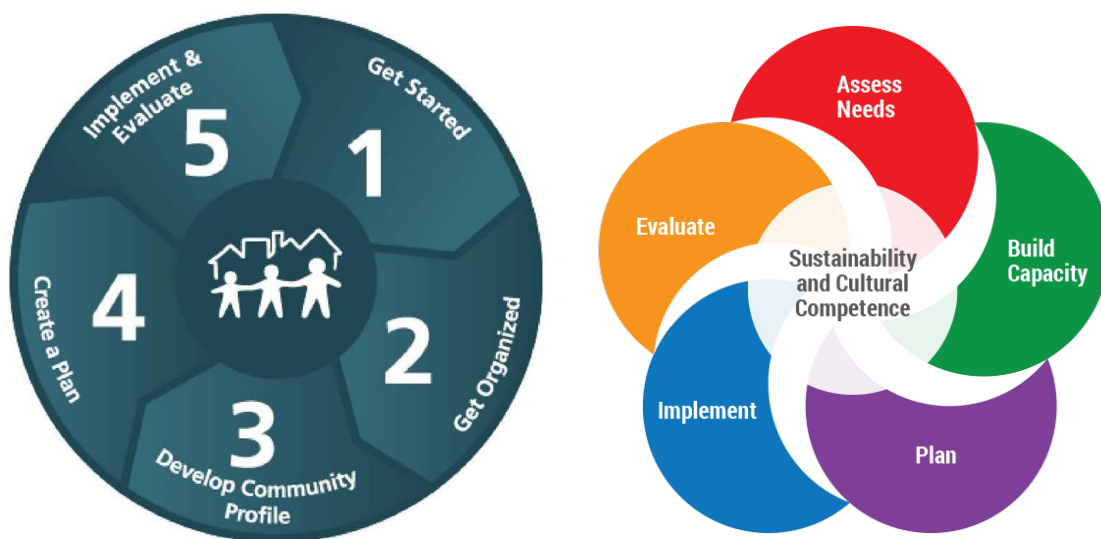 Get Started
1
2
Get Organized
3
Develop Community
Profile
4
Create a Plan
Implement &
Evaluate
5
Assess
Needs
Build
Capacity
Plan
Implement
Evaluate
Sustainability
and Cultural
Competence